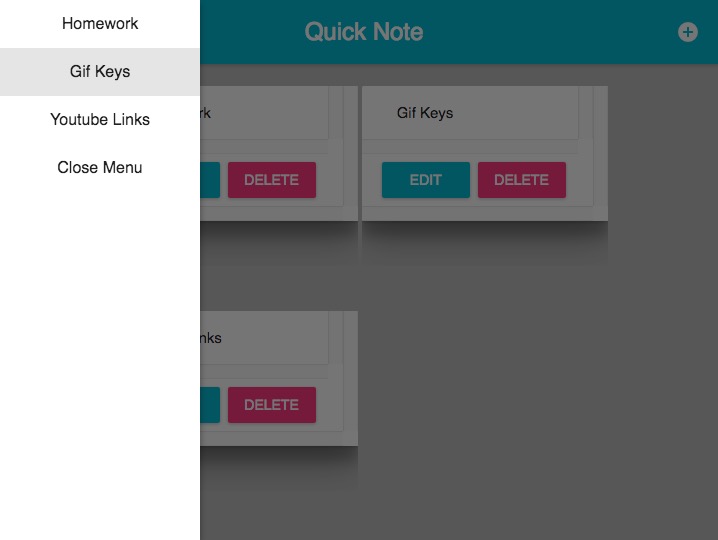 Homework
Gif Keys
Youtube Links
Close Menu
Quick Note
rk
DELETE
Gif Keys
EDIT
DELETE
nks
DELETE